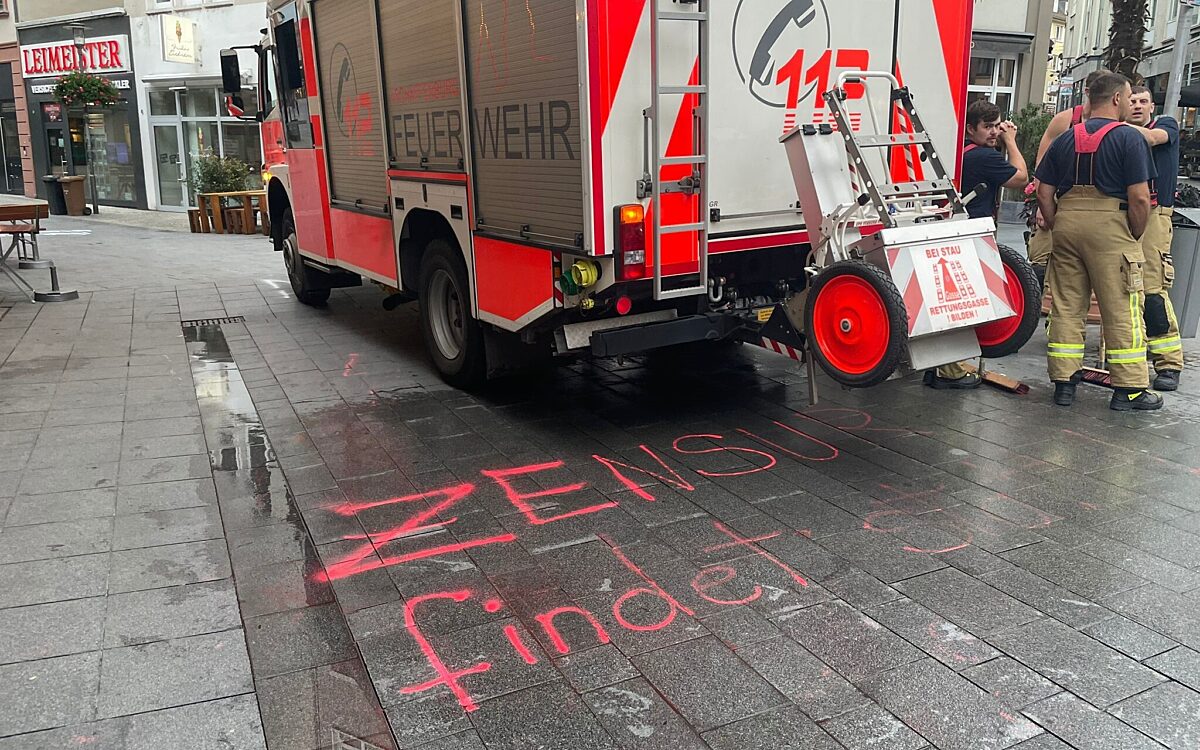 LEIMEISTER
FEUERWEHR
112
112
BEI STAU
RETTUNGSGASSE
! BILDEN !
ZENSUR
findet